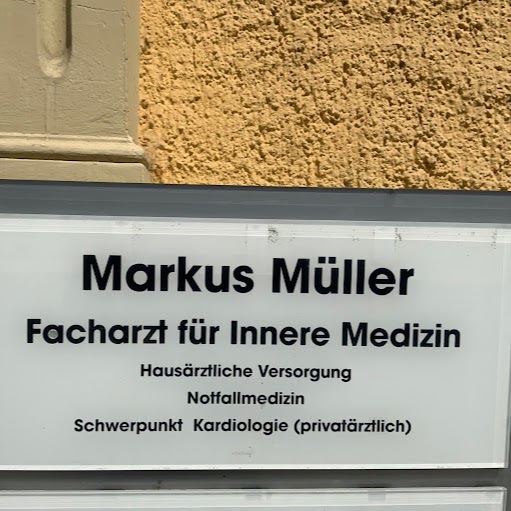 Markus Müller
Facharzt für Innere Medizin
Hausärztliche Versorgung
Notfallmedizin
Schwerpunkt Kardiologie (privatärztlich)